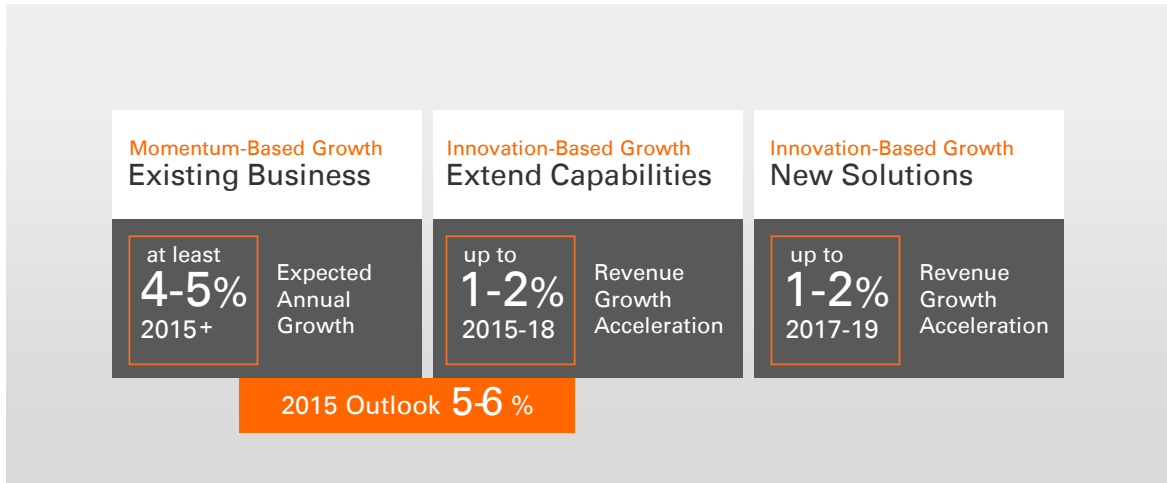 Momentum-Based Growth
Existing Business
at least
4-5%
2015+
Expected
Annual
Growth
Innovation-Based Growth
Extend Capabilities
up to
1-2%
2015-18
Revenue
Growth
Acceleration
Innovation-Based Growth
New Solutions
up to
1-2%
2017-19
Revenue
Growth
Acceleration
2015 Outlook 5-6 %